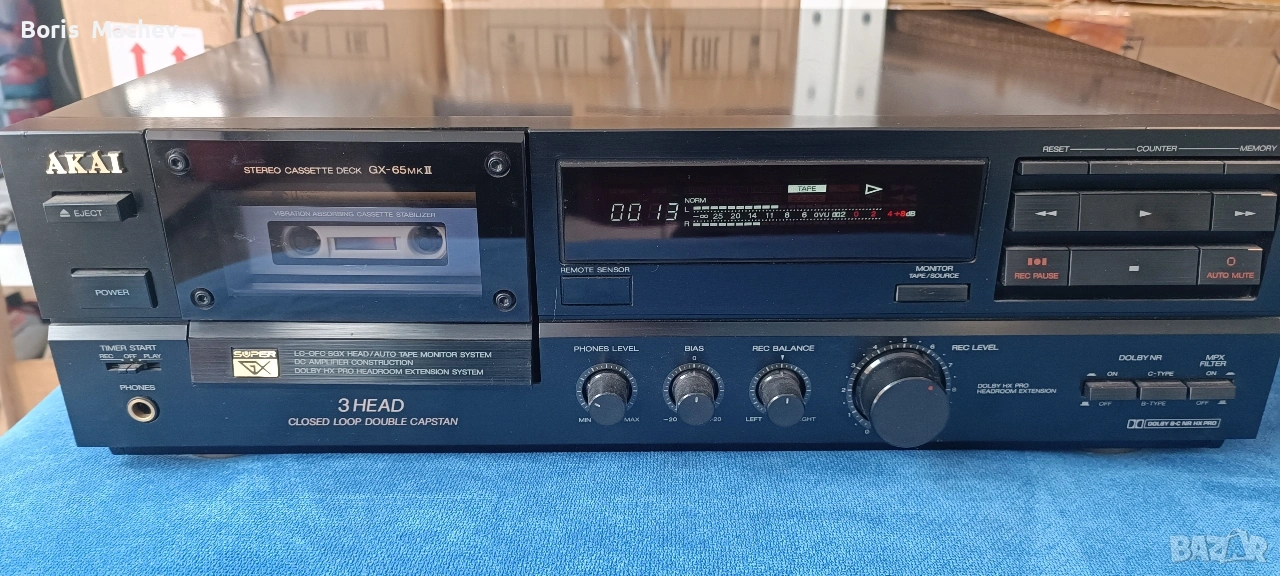 Boris Machev
EHC
EHC
AKAI
EJECT
POWER
STEREO CASSETTE DECK GX-65MKII
VIBRATION ABSORBING CASSETTE STABILIZER
0013
TAPE
NORM
L
-∞ 25 20 14 11 8 6 0VU 2 0 2 4 +8dB
R
REMOTE SENSOR
MONITOR
TAPE/SOURCE
RESET COUNTER MEMORY
REC PAUSE
AUTO MUTE
TIMER START
REC OFF PLAY
PHONES
SUPER GX
LC-OFC SGX HEAD/AUTO TAPE MONITOR SYSTEM
DC AMPLIFIER CONSTRUCTION
DOLBY HX PRO HEADROOM EXTENSION SYSTEM
3 HEAD
CLOSED LOOP DOUBLE CAPSTAN
PHONES LEVEL
MIN MAX
BIAS
0
-20 +20
REC BALANCE
LEFT RIGHT
REC LEVEL
DOLBY HX PRO
HEADROOM EXTENSION
DOLBY NR
ON C-TYPE
OFF B-TYPE
MPX
FILTER
ON
OFF
DOLBY B-C NR HX PRO
BAZAR